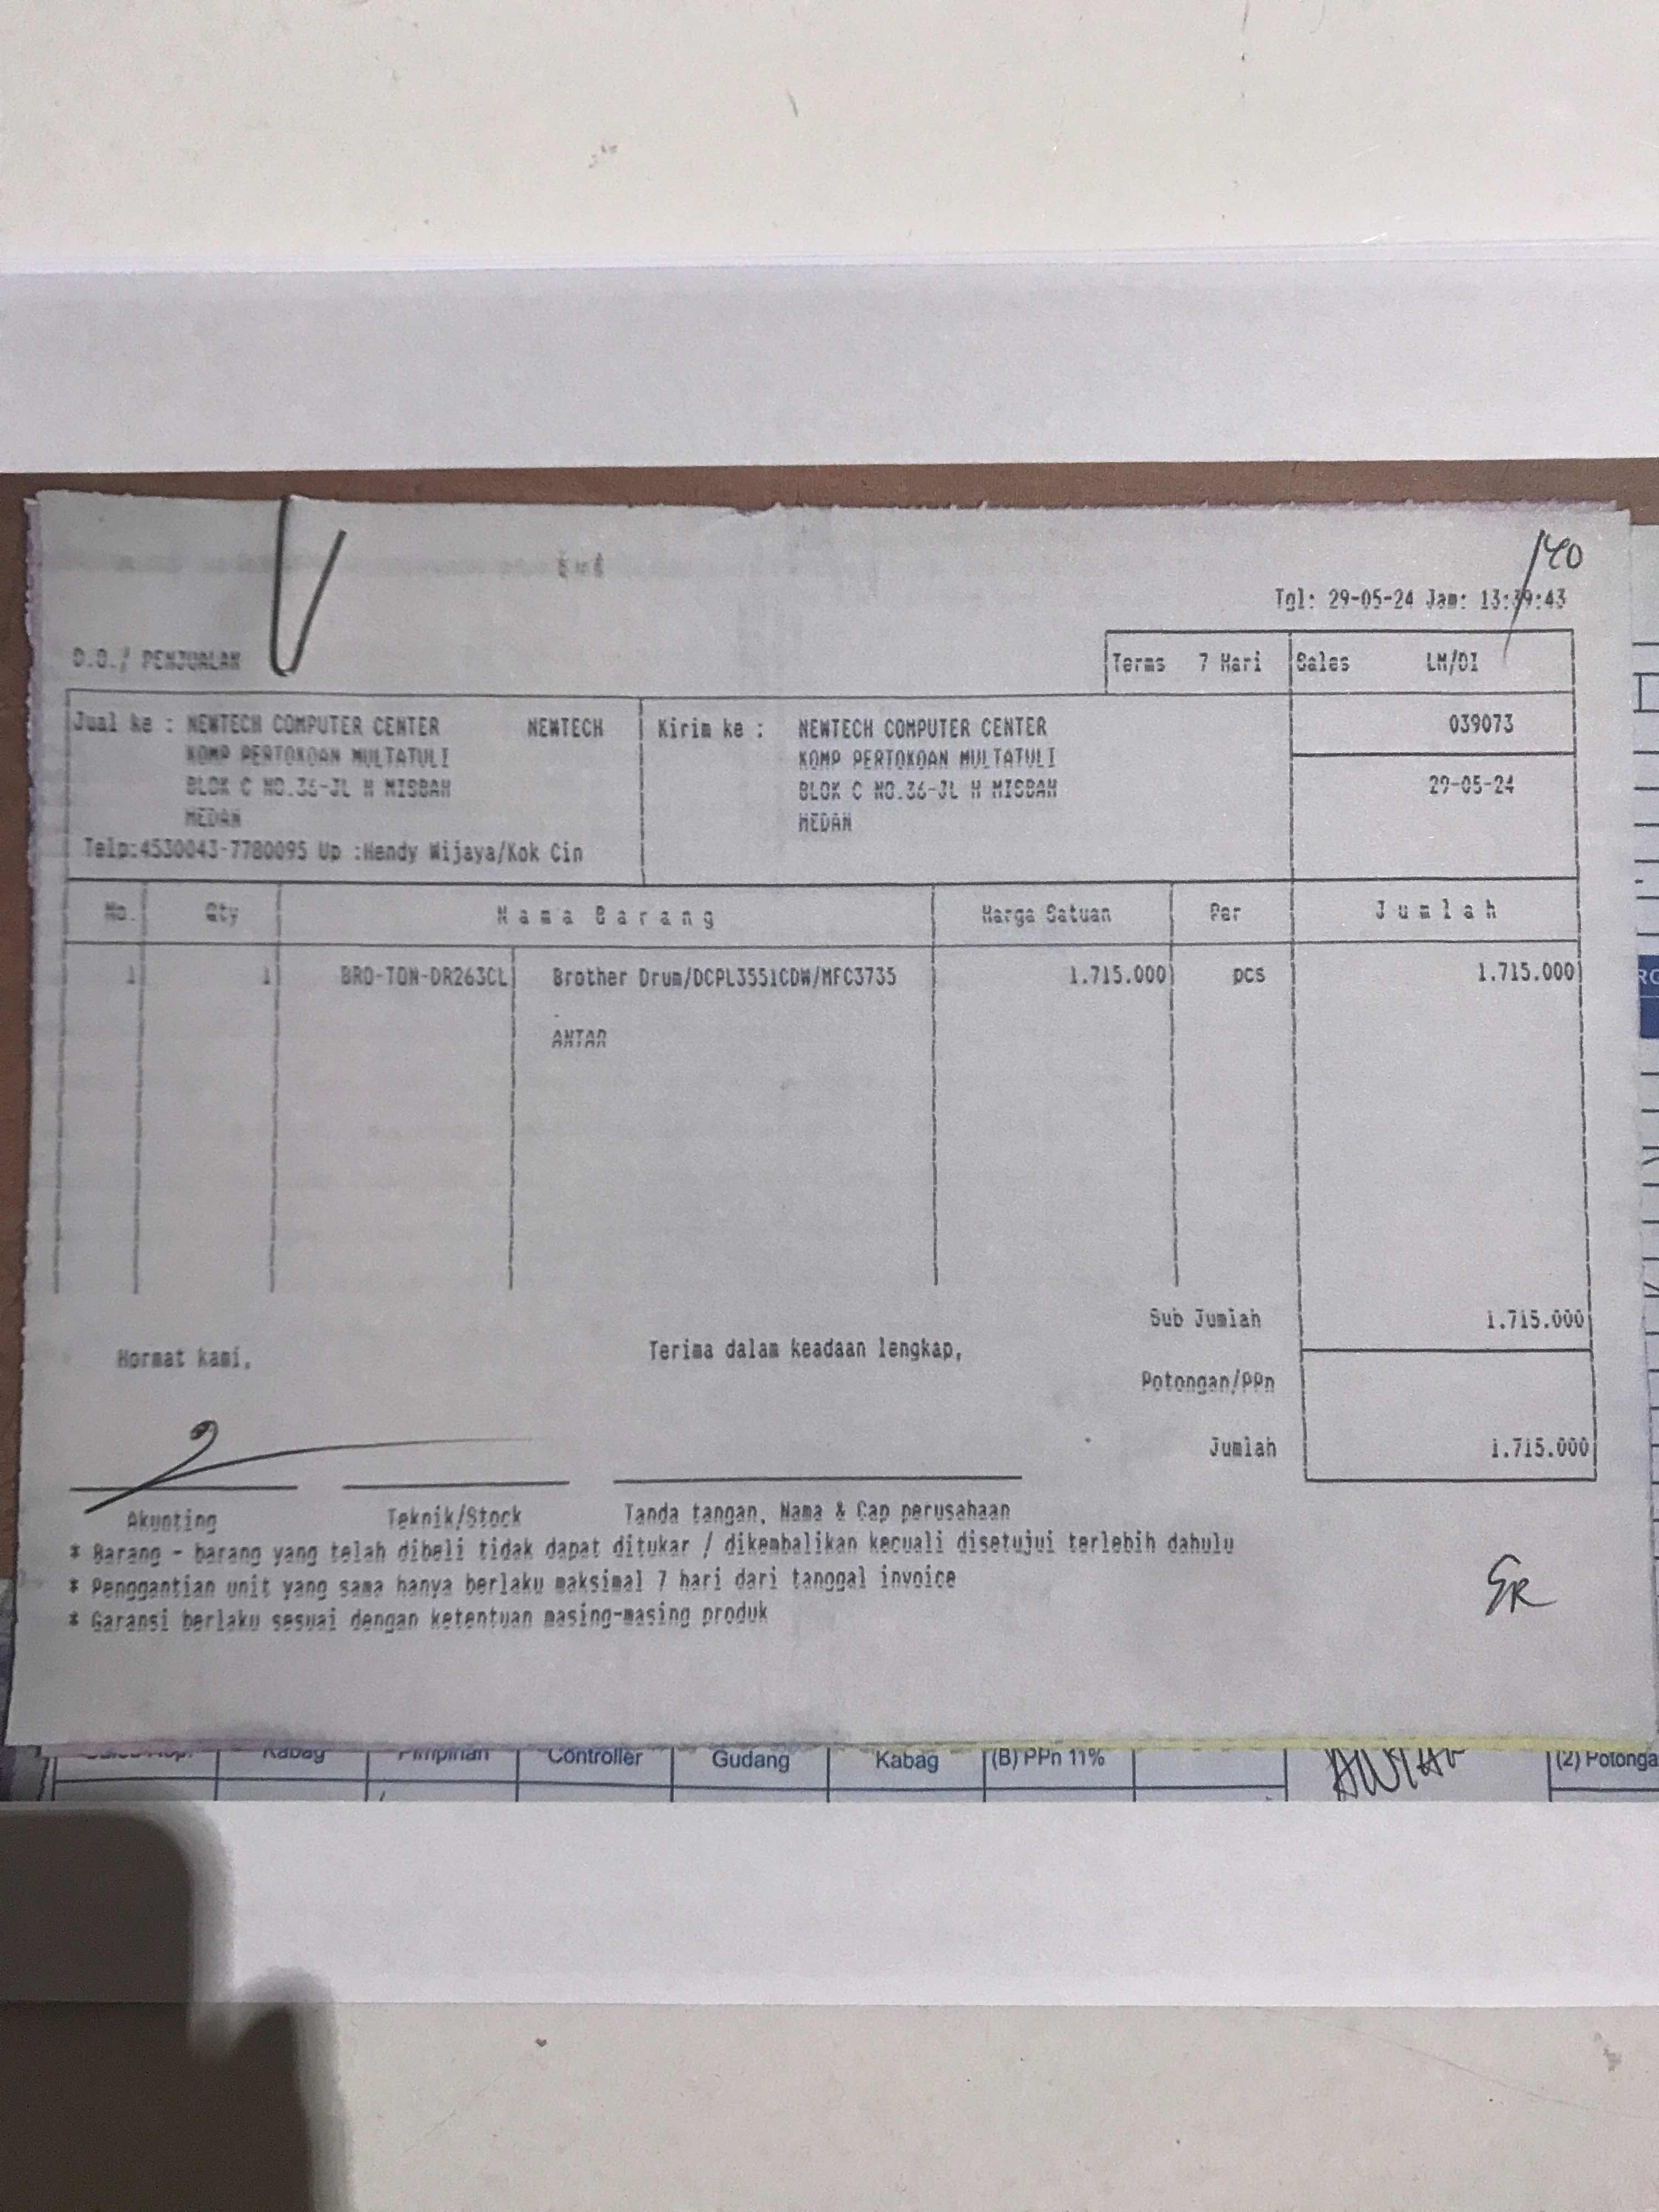 /40
Tgl: 29-05-24 Jam: 13:39:43
D.O./ PENJUALAN
Terms 7 Hari Sales LM/DI
Jual ke : NEWTECH COMPUTER CENTER NEWTECH Kirim ke : NEWTECH COMPUTER CENTER 039073
KOMP PERTOKOAN MULTATULI KOMP PERTOKOAN MULTATULI
BLOK C NO.36-JL H MISBAH BLOK C NO.36-JL H MISBAH 29-05-24
MEDAN MEDAN
Telp:4530043-7780095 Up :Hendy Wijaya/Kok Cin
No. Qty Nama Barang Harga Satuan Per Jumlah
1 1 BRO-TON-DR263CL Brother Drum/DCPL3551CDW/MFC3735 1.715.000 pcs 1.715.000
.
ANTAR
Sub Jumlah 1.715.000
Hormat kami, Terima dalam keadaan lengkap,
Potongan/PPn
Jumlah 1.715.000
Akunting Teknik/Stock Tanda tangan, Nama & Cap perusahaan
* Barang - barang yang telah dibeli tidak dapat ditukar / dikembalikan kecuali disetujui terlebih dahulu
* Penggantian unit yang sama hanya berlaku maksimal 7 hari dari tanggal invoice
* Garansi berlaku sesuai dengan ketentuan masing-masing produk
SR
Kabag Pimpinan Controller Gudang Kabag (B) PPn 11% (2) Potonga